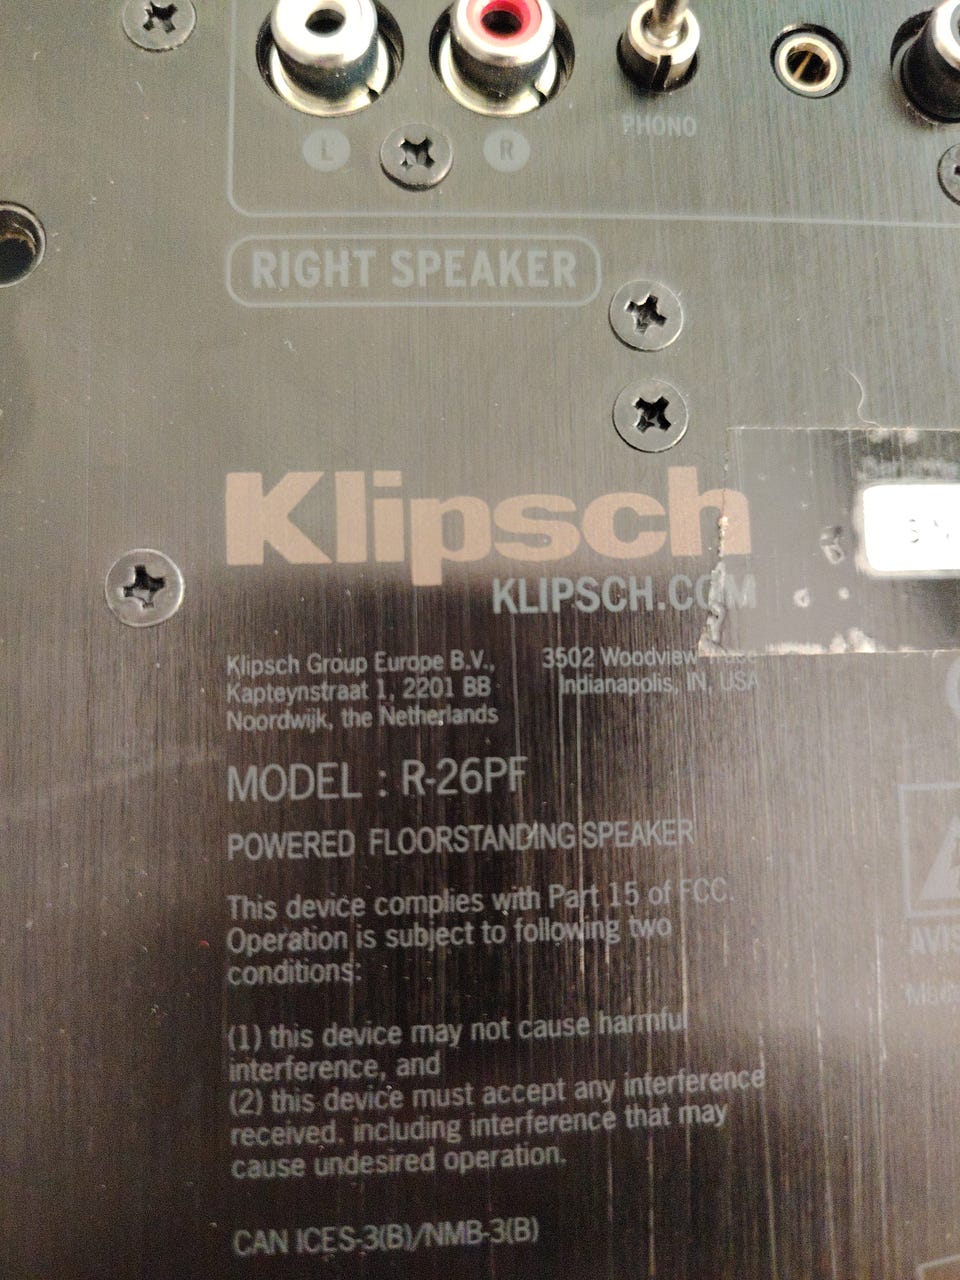 L
R
PHONO
RIGHT SPEAKER
Klipsch
KLIPSCH.COM
Klipsch Group Europe B.V.,
Kapteynstraat 1, 2201 BB
Noordwijk, the Netherlands
3502 Woodview Trace
Indianapolis, IN, USA
MODEL : R-26PF
POWERED FLOORSTANDING SPEAKER
This device complies with Part 15 of FCC.
Operation is subject to following two
conditions:
(1) this device may not cause harmful
interference, and
(2) this device must accept any interference
received. including interference that may
cause undesired operation.
CAN ICES-3(B)/NMB-3(B)
AVIS
Made